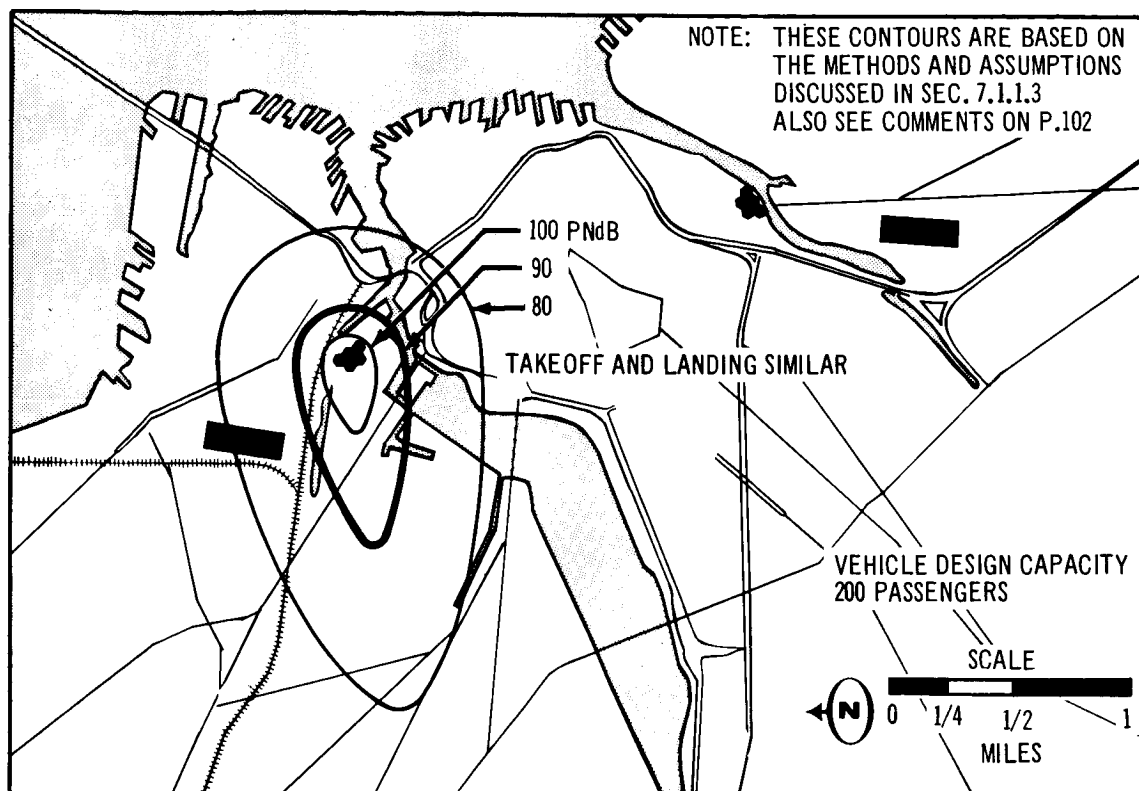 NOTE: THESE CONTOURS ARE BASED ON
THE METHODS AND ASSUMPTIONS
DISCUSSED IN SEC. 7.1.1.3
ALSO SEE COMMENTS ON P.102
100 PNdB
90
80
TAKEOFF AND LANDING SIMILAR
VEHICLE DESIGN CAPACITY
200 PASSENGERS
SCALE
N
0 1/4 1/2 1
MILES